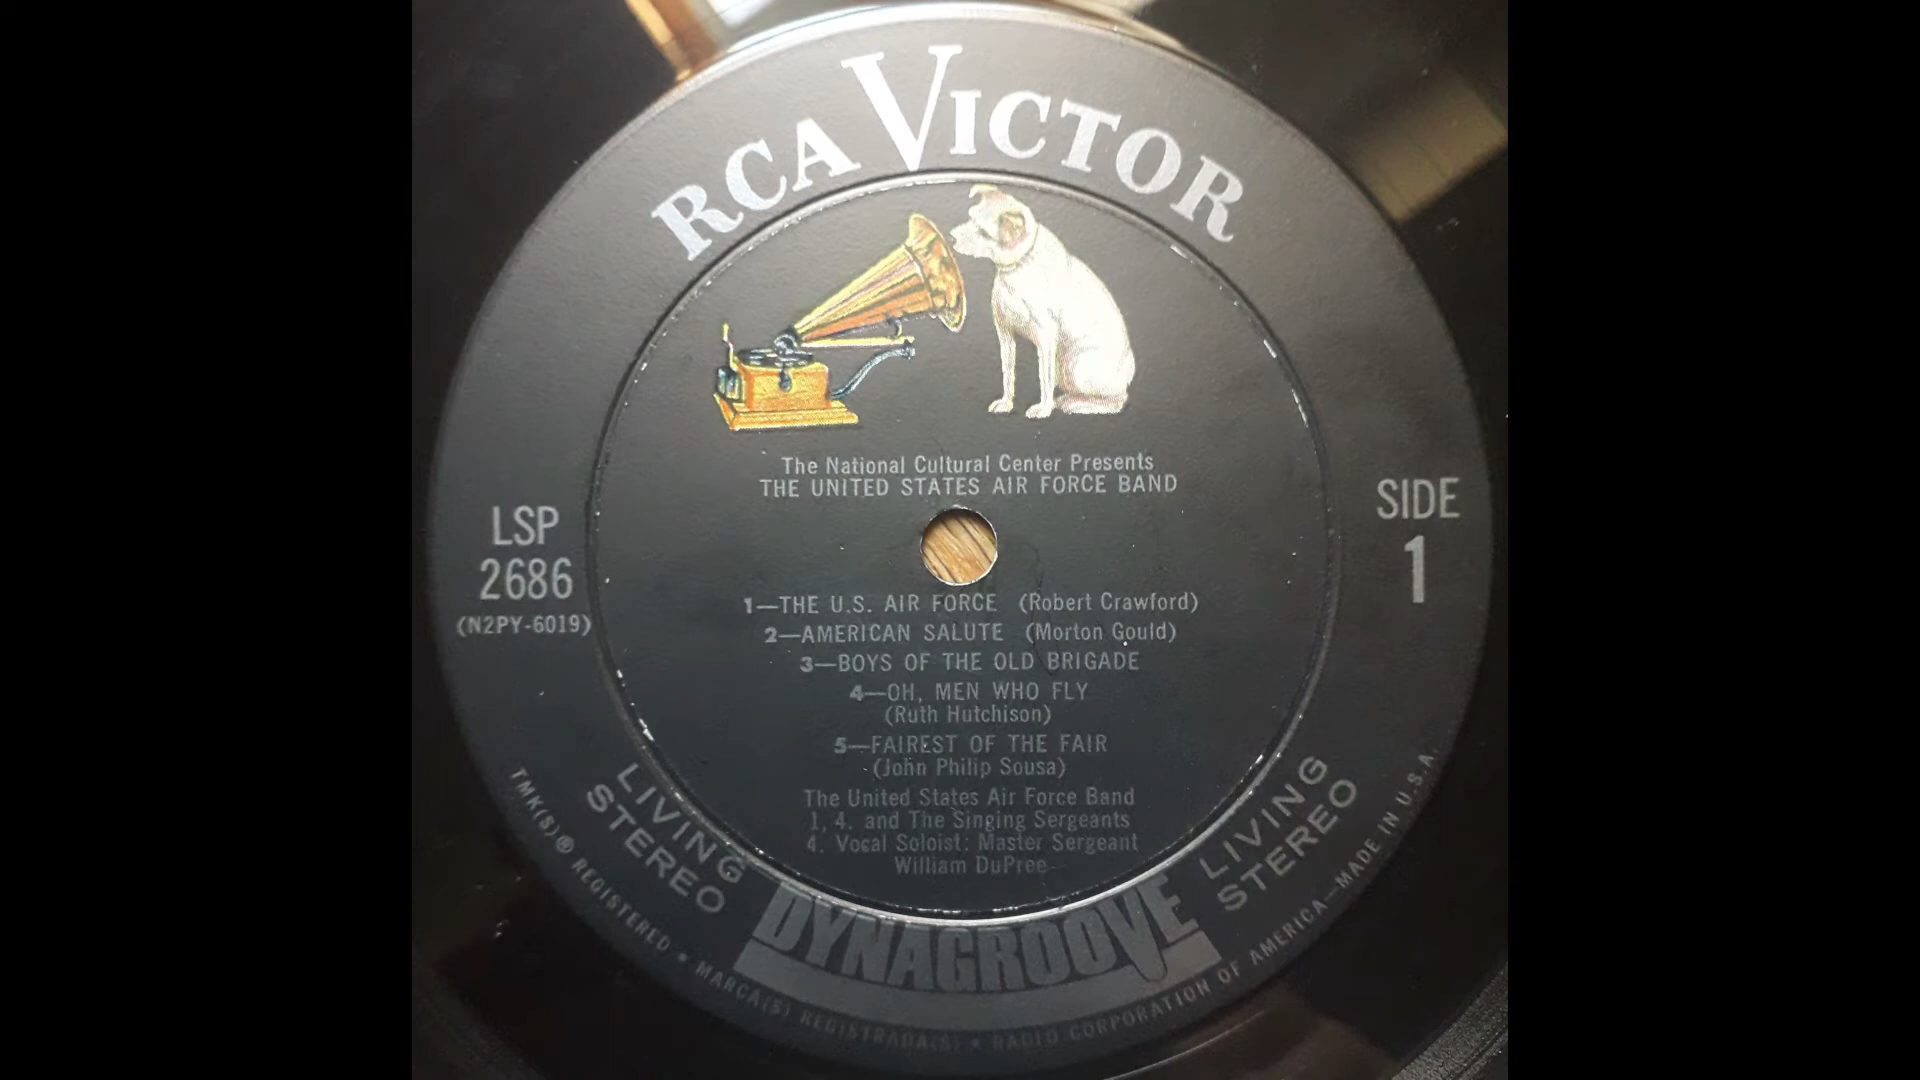 RCA VICTOR
The National Cultural Center Presents
THE UNITED STATES AIR FORCE BAND
LSP
2686
(N2PY-6019)
SIDE
1
1—THE U.S. AIR FORCE (Robert Crawford)
2—AMERICAN SALUTE (Morton Gould)
3—BOYS OF THE OLD BRIGADE
4—OH, MEN WHO FLY
(Ruth Hutchison)
5—FAIREST OF THE FAIR
(John Philip Sousa)
The United States Air Force Band
1, 4. and The Singing Sergeants
4. Vocal Soloist: Master Sergeant
William DuPree
LIVING
STEREO
LIVING
STEREO
DYNAGROOVE
TMK(S) ® REGISTERED • MARCA(S) REGISTRADA(S) • RADIO CORPORATION OF AMERICA—MADE IN U.S.A.